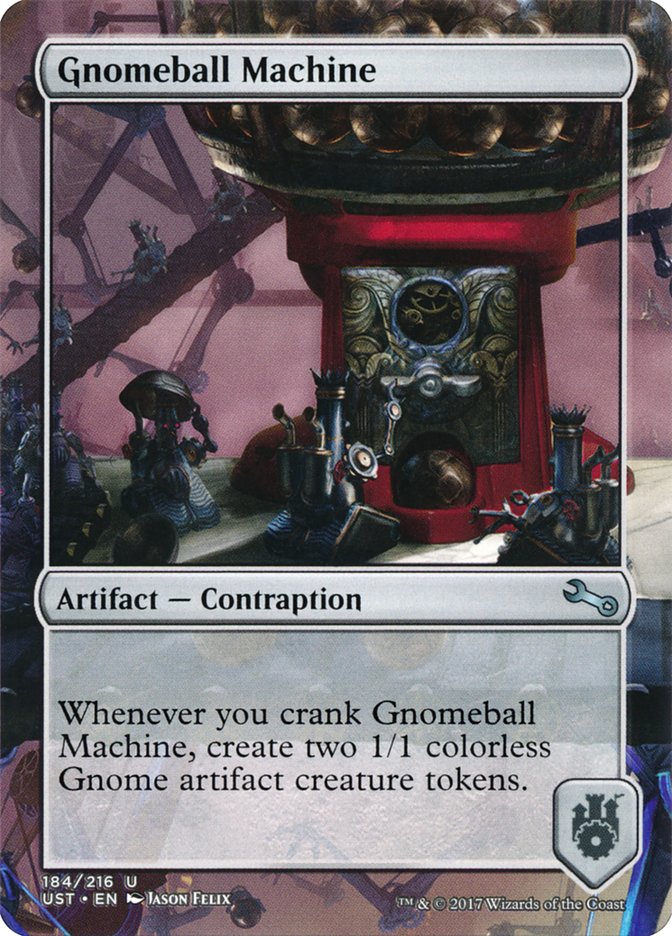 Gnomeball Machine
Artifact — Contraption
Whenever you crank Gnomeball
Machine, create two 1/1 colorless
Gnome artifact creature tokens.
184/216 U
UST • EN Jason Felix
™ & © 2017 Wizards of the Coast